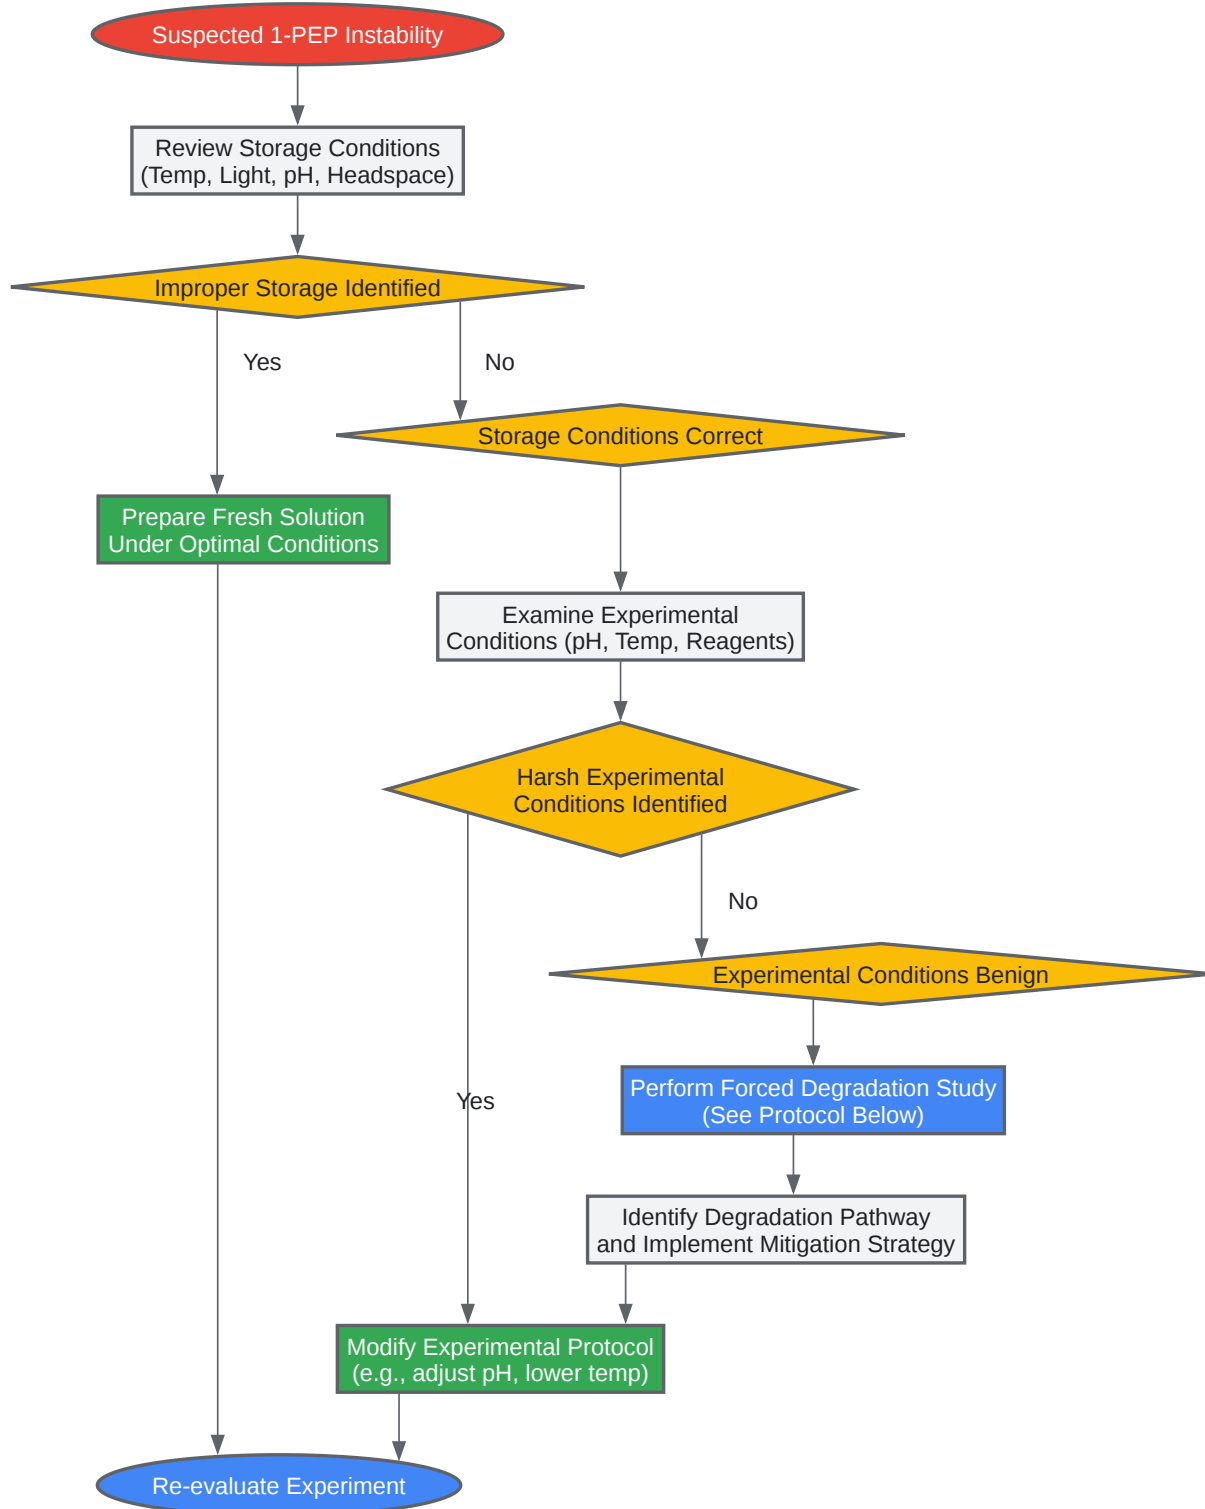 Suspected 1-PEP Instability
Review Storage Conditions
(Temp, Light, pH, Headspace)
Improper Storage Identified
Yes
No
Storage Conditions Correct
Prepare Fresh Solution
Under Optimal Conditions
Examine Experimental
Conditions (pH, Temp, Reagents)
Harsh Experimental
Conditions Identified
No
Experimental Conditions Benign
Yes
Perform Forced Degradation Study
(See Protocol Below)
Identify Degradation Pathway
and Implement Mitigation Strategy
Modify Experimental Protocol
(e.g., adjust pH, lower temp)
Re-evaluate Experiment